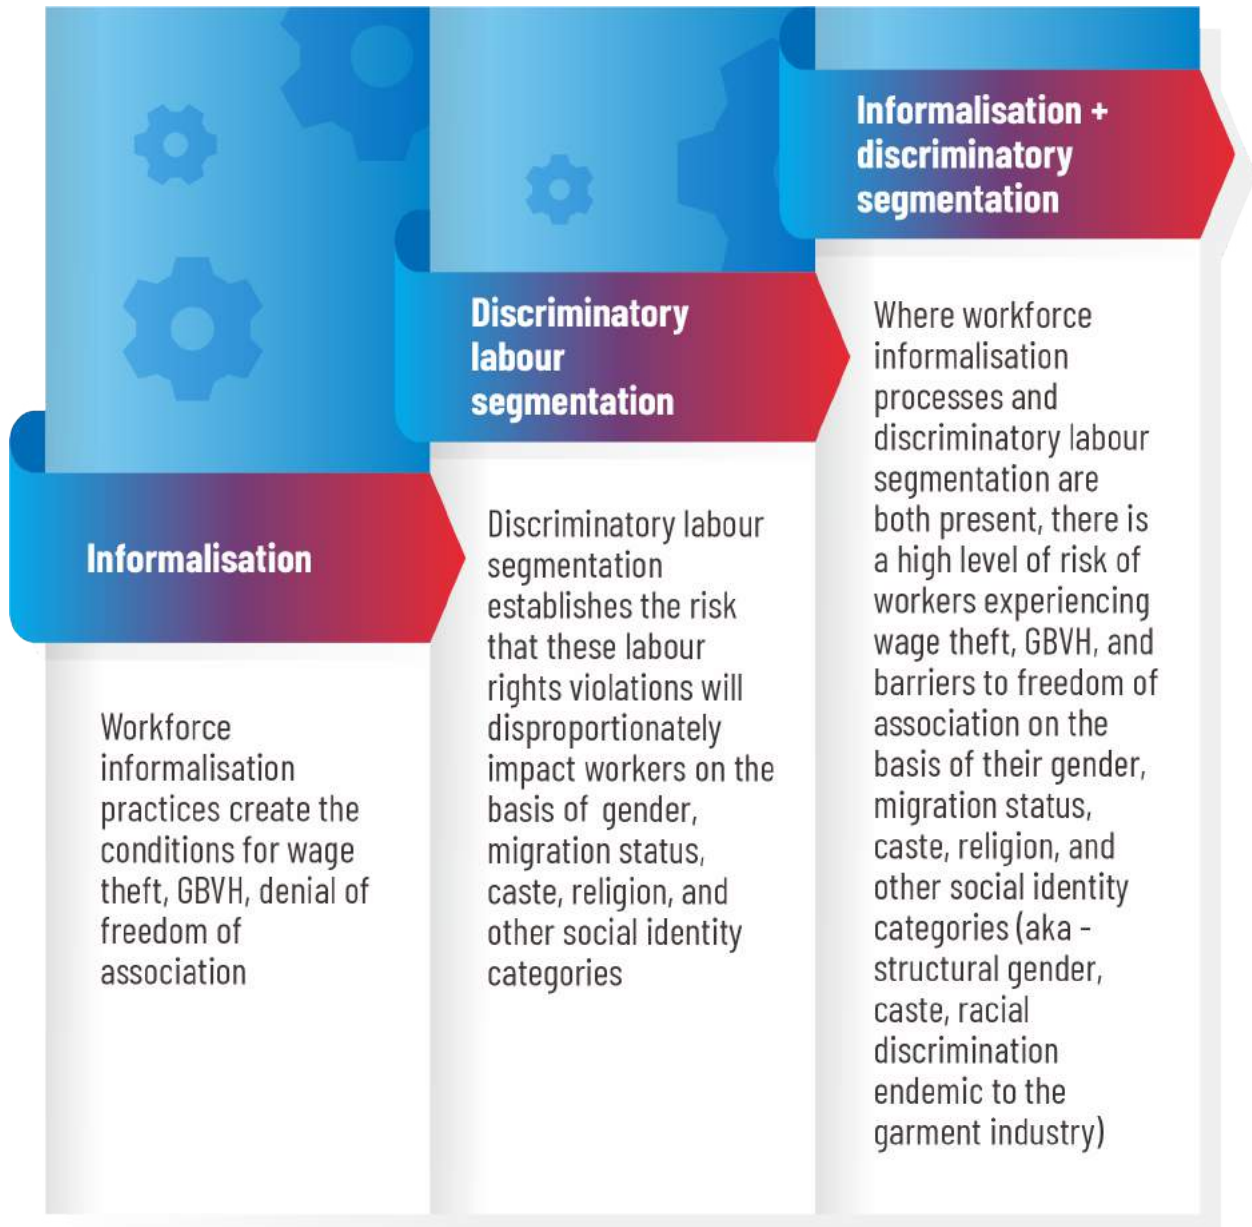 Informalisation
Workforce
informalisation
practices create the
conditions for wage
theft, GBVH, denial of
freedom of
association
Discriminatory
labour
segmentation
Discriminatory labour
segmentation
establishes the risk
that these labour
rights violations will
disproportionately
impact workers on the
basis of gender,
migration status,
caste, religion, and
other social identity
categories
Informalisation +
discriminatory
segmentation
Where workforce
informalisation
processes and
discriminatory labour
segmentation are
both present, there is
a high level of risk of
workers experiencing
wage theft, GBVH, and
barriers to freedom of
association on the
basis of their gender,
migration status,
caste, religion, and
other social identity
categories (aka -
structural gender,
caste, racial
discrimination
endemic to the
garment industry)